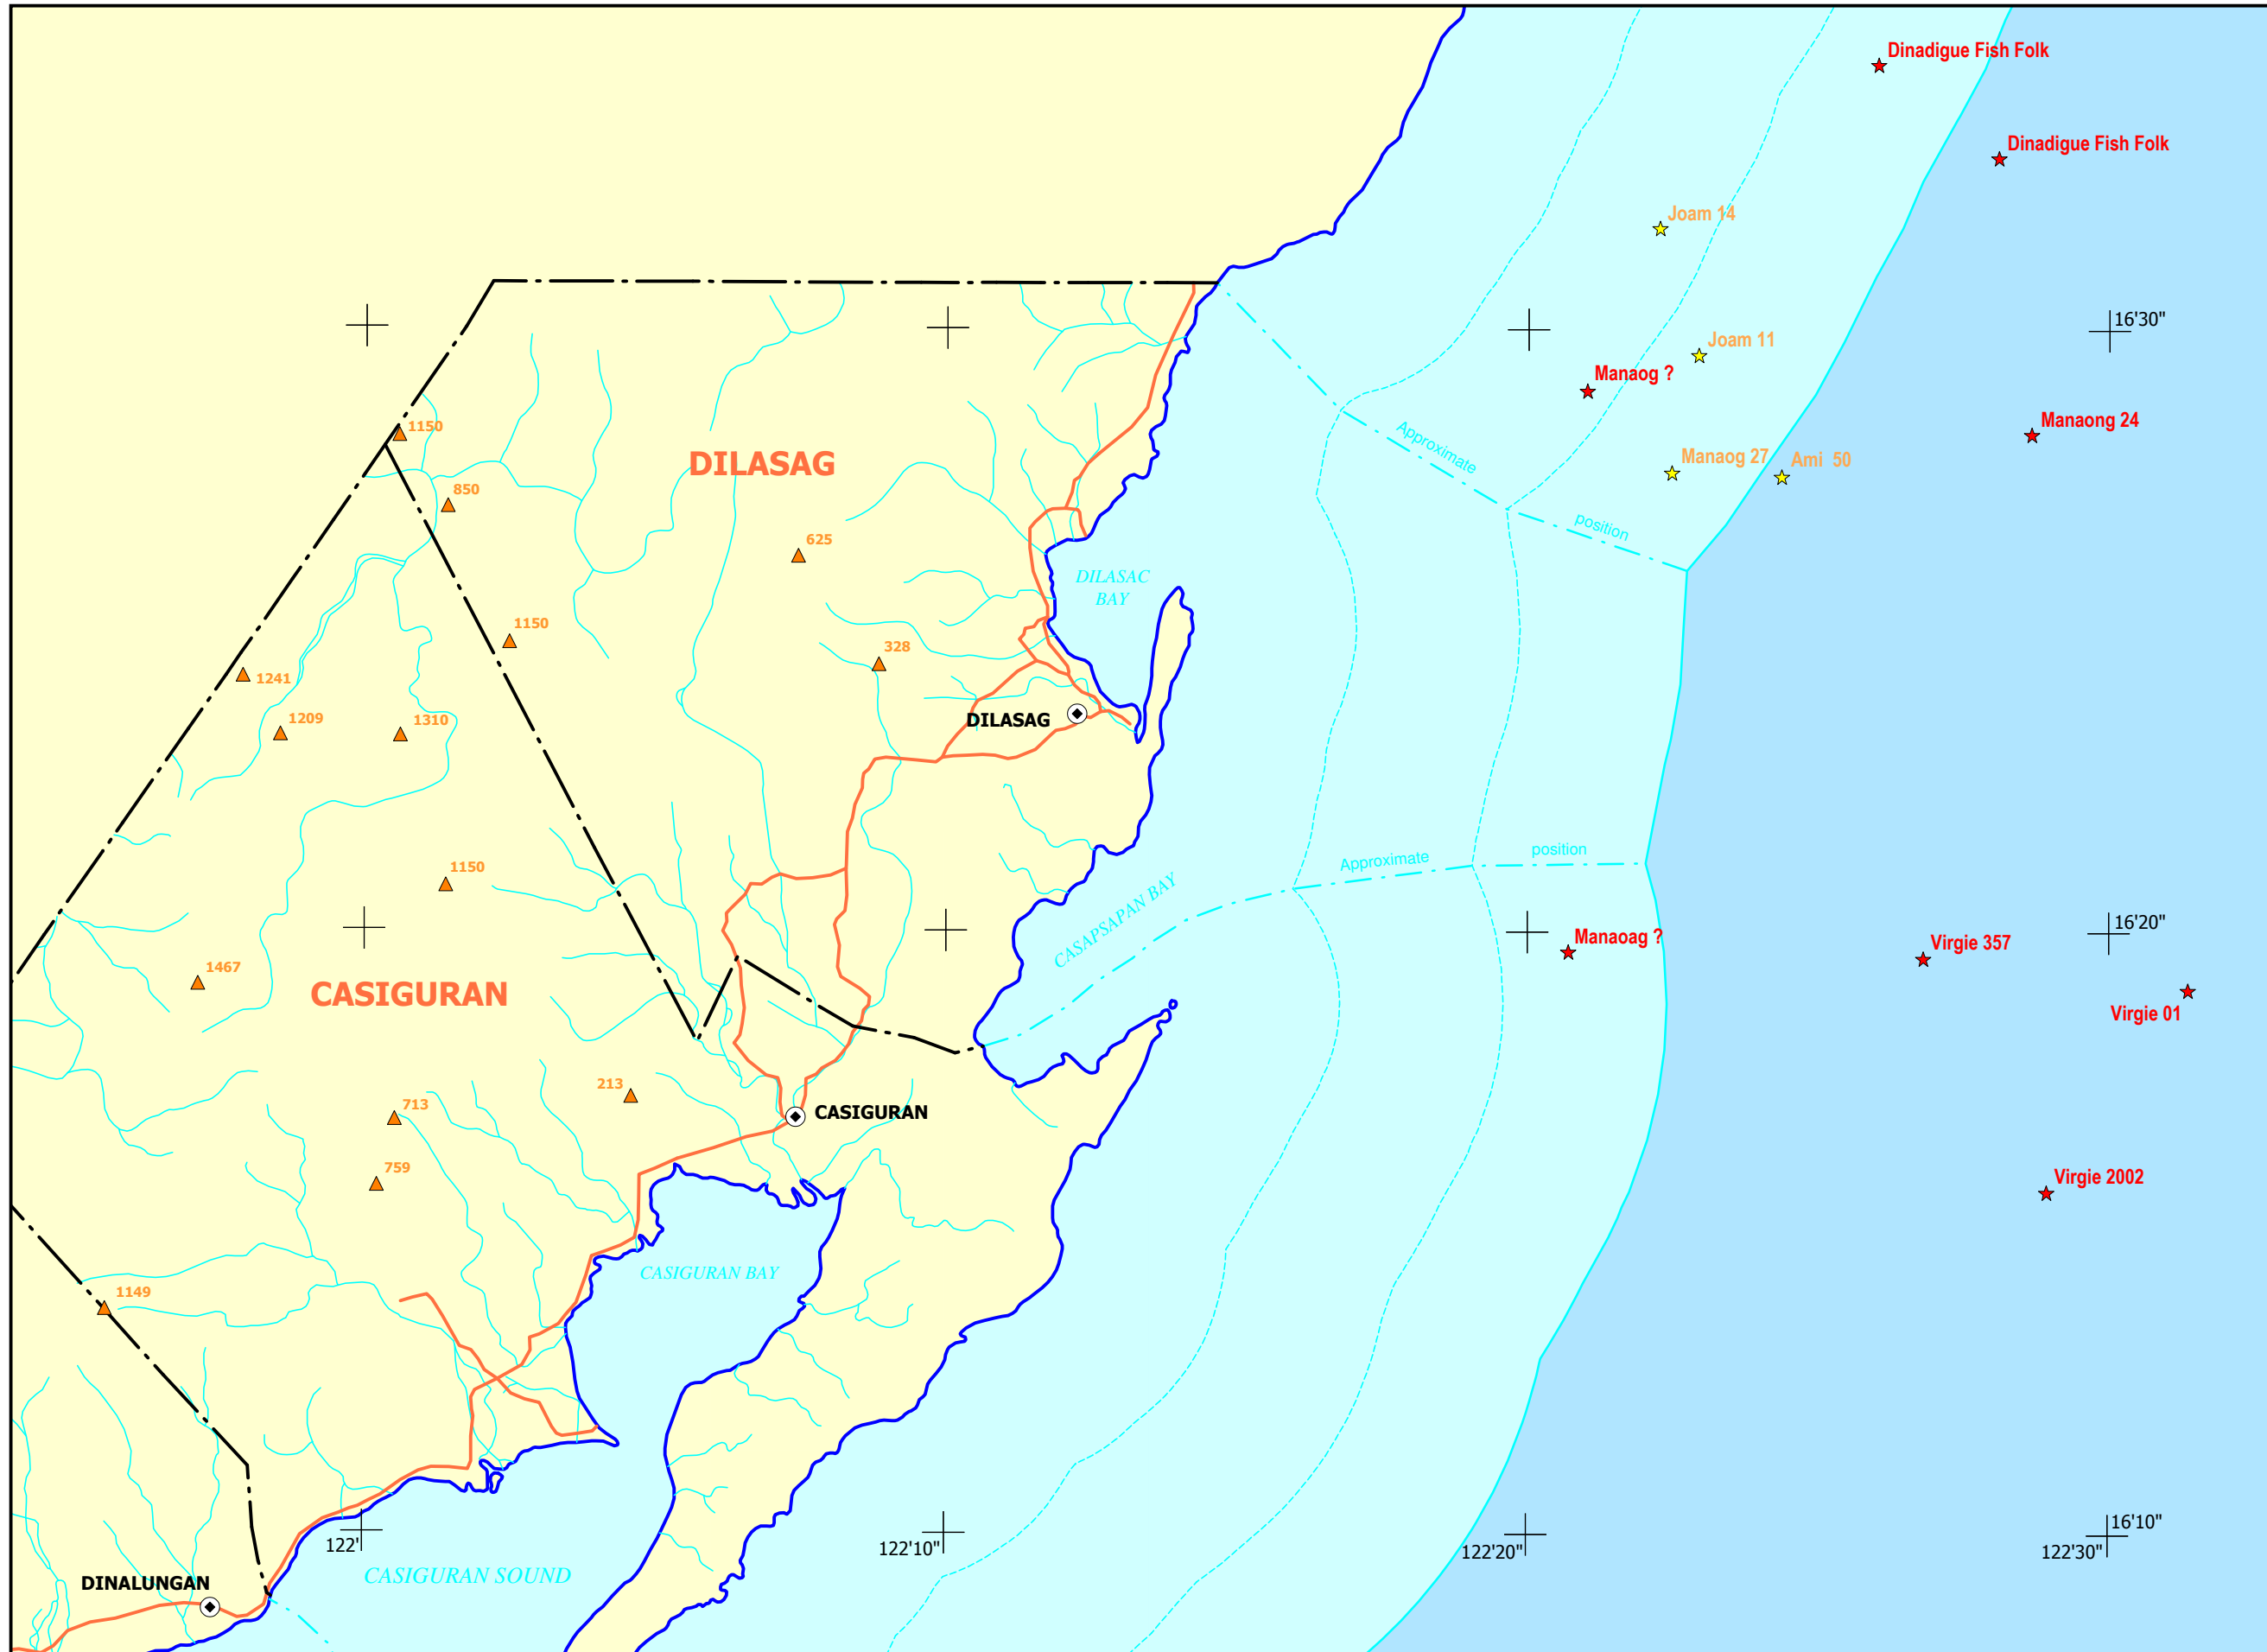 Dinadigue Fish Folk
Dinadigue Fish Folk
Joam 14
16'30"
Joam 11
Manaog ?
Manaong 24
1150
Approximate
DILASAG
Manaog 27
Ami 50
850
position
625
DILASAC
BAY
1150
328
1241
1209
1310
DILASAG
Approximate
position
1150
CASAPSAPAN BAY
16'20"
Manaoag ?
Virgie 357
1467
CASIGURAN
Virgie 01
213
713
CASIGURAN
759
Virgie 2002
CASIGURAN BAY
1149
16'10"
122'
122'10"
122'20"
122'30"
CASIGURAN SOUND
DINALUNGAN